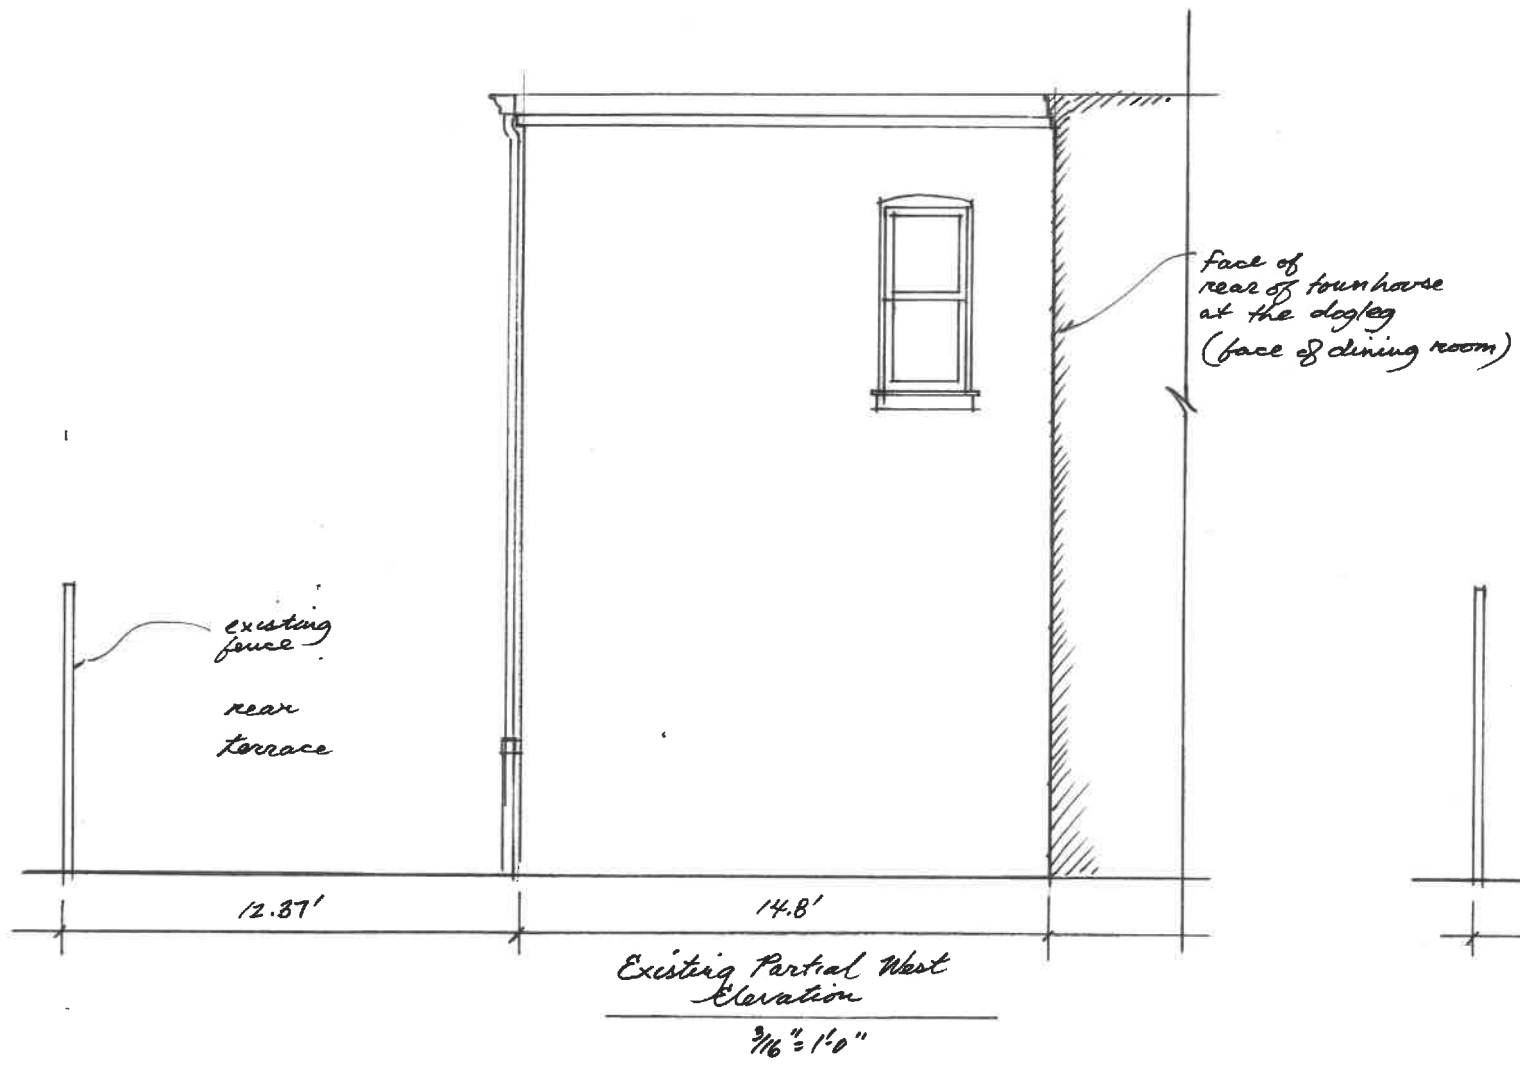 face of
rear of townhouse
at the dogleg
(face of dining room)
existing
fence
rear
terrace
12.37'
14.8'
Existing Partial West
Elevation
3/16" = 1'-0"